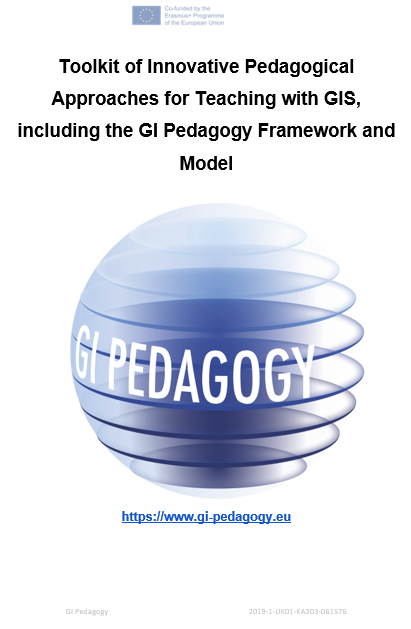 Co-funded by the
Erasmus+ Programme
of the European Union
Toolkit of Innovative Pedagogical
Approaches for Teaching with GIS,
including the GI Pedagogy Framework and
Model
GI PEDAGOGY
https://www.gi-pedagogy.eu
GI Pedagogy 2019-1-UK01-KA203-061576